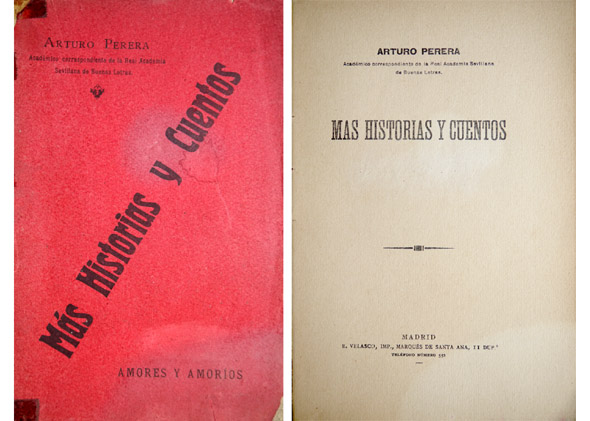 ARTURO PERERA
Académico correspondiente de la Real Academia
Sevillana de Buenas Letras.
Más Historias y Cuentos
AMORES Y AMORIOS
ARTURO PERERA
Académico correspondiente de la Real Academia Sevillana
de Buenas Letras.
MAS HISTORIAS Y CUENTOS
MADRID
R. VELASCO, IMP., MARQUÉS DE SANTA ANA, 11 DUP.º
TELÉFONO NÚMERO 551